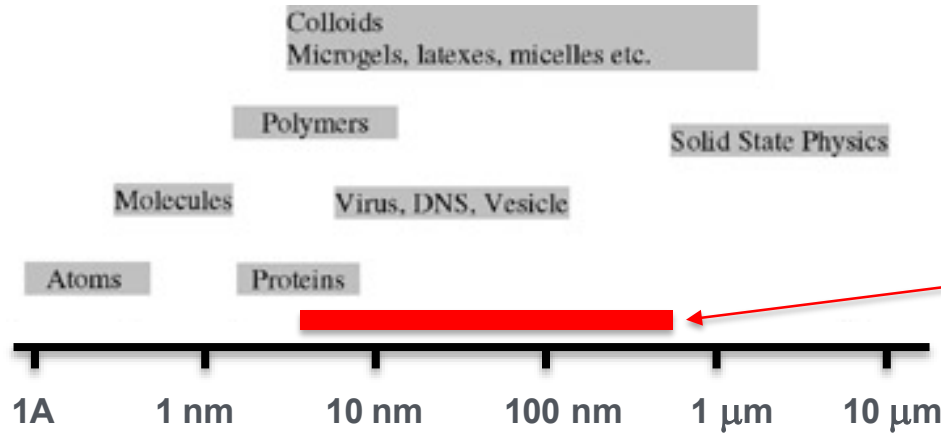 Colloids
Microgels, latexes, micelles etc.
Polymers
Solid State Physics
Molecules
Virus, DNS, Vesicle
Atoms
Proteins
1A
1 nm
10 nm
100 nm
1 μm
10 μm